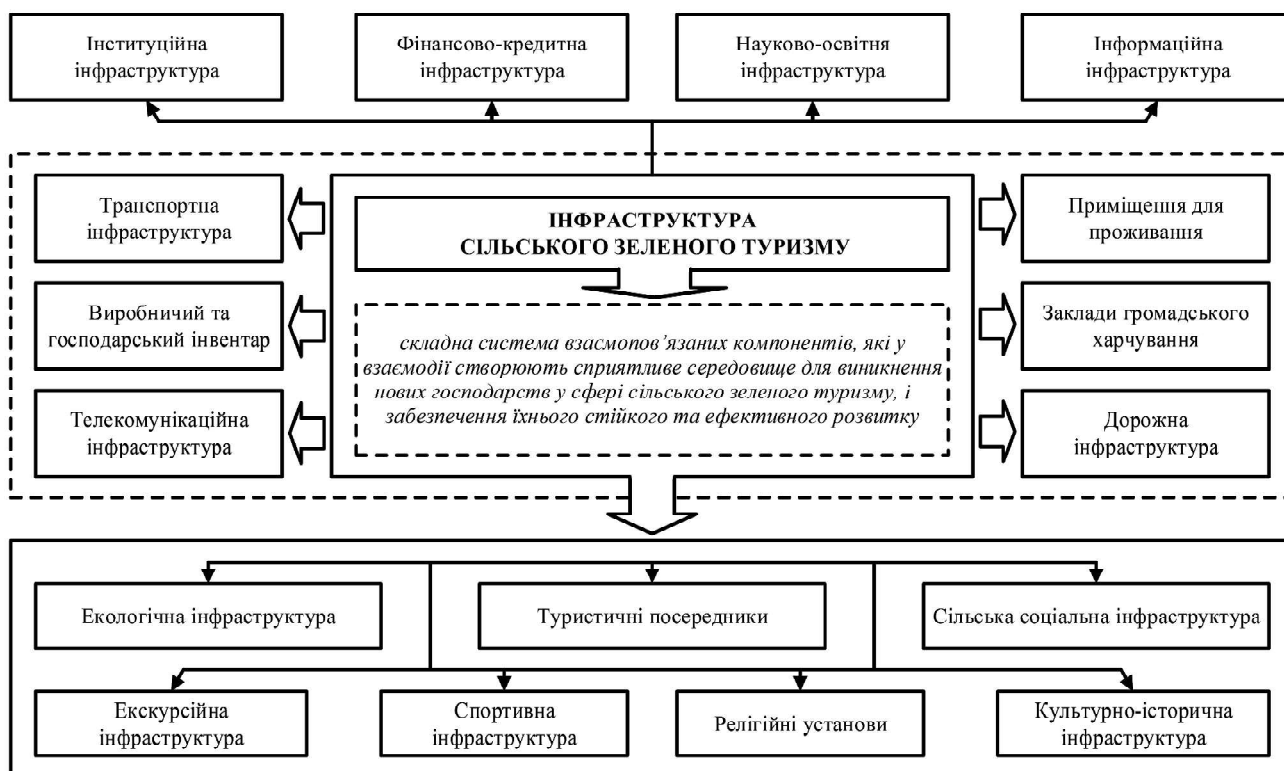 Інституційна
інфраструктура
Фінансово-кредитна
інфраструктура
Науково-освітня
інфраструктура
Інформаційна
інфраструктура
Транспортна
інфраструктура
ІНФРАСТРУКТУРА
СІЛЬСЬКОГО ЗЕЛЕНОГО ТУРИЗМУ
Приміщення для
проживання
Виробничий та
господарський інвентар
складна система взаємопов’язаних компонентів, які у
взаємодії створюють сприятливе середовище для виникнення
нових господарств у сфері сільського зеленого туризму, і
забезпечення їхнього стійкого та ефективного розвитку
Заклади громадського
харчування
Телекомунікаційна
інфраструктура
Дорожна
інфраструктура
Екологічна інфраструктура
Туристичні посередники
Сільська соціальна інфраструктура
Екскурсійна
інфраструктура
Спортивна
інфраструктура
Релігійні установи
Культурно-історична
інфраструктура